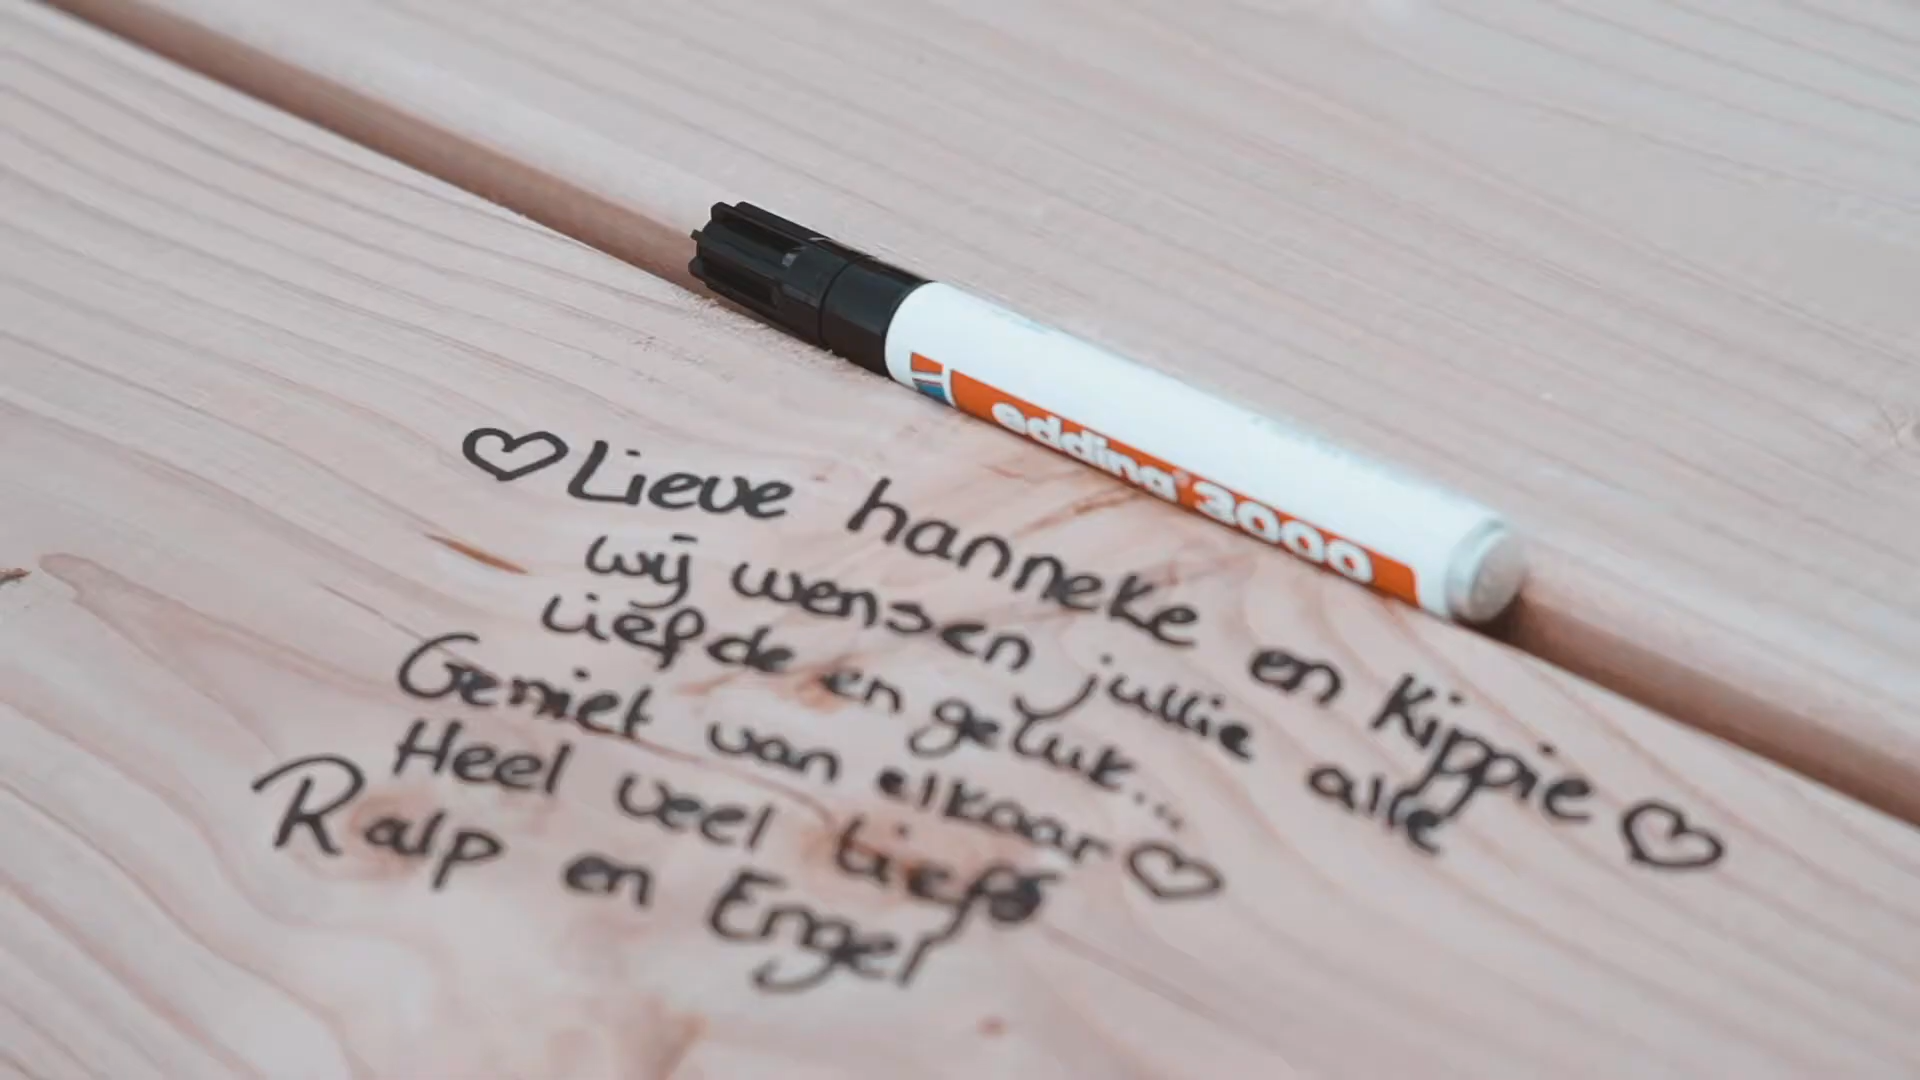 edding 3000
♡ Lieve hanneke en Kippie ♡
wij wensen jullie alle
Liefde en geluk...
Geniet van elkaar ♡
Heel veel liefs
Ralp en Engel